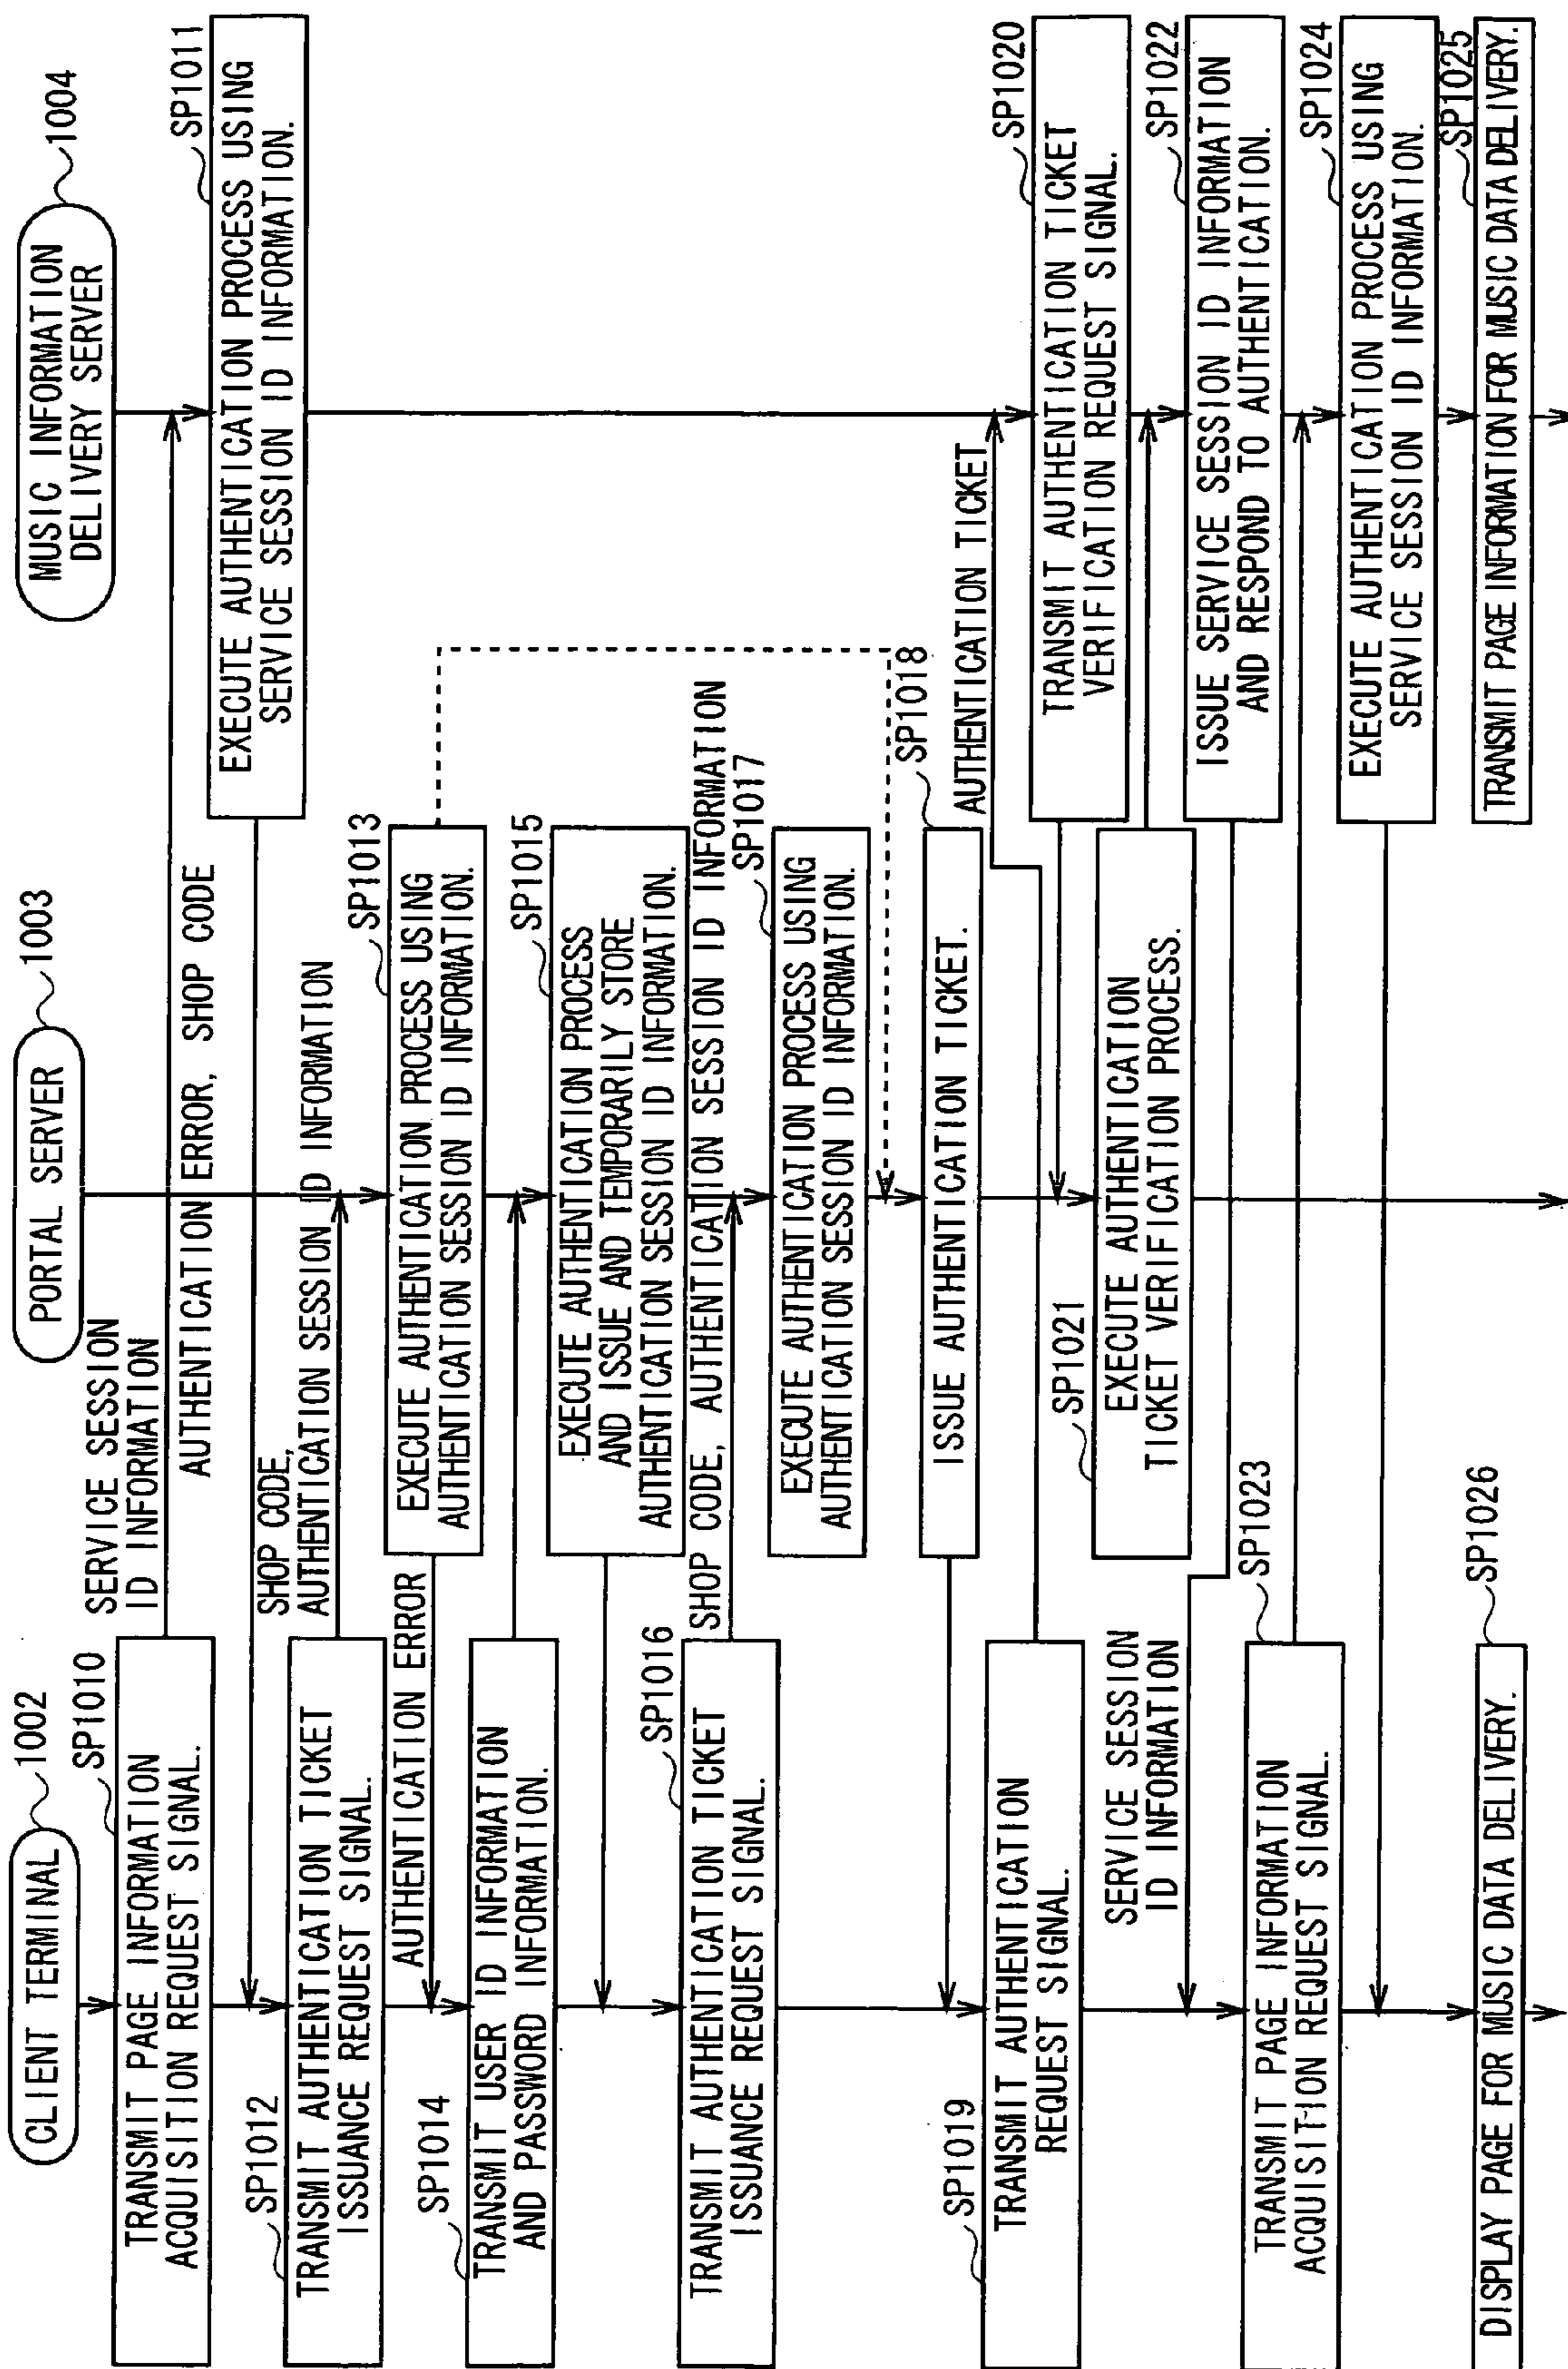 CLIENT TERMINAL
1002
PORTAL SERVER
1003
MUSIC INFORMATION
DELIVERY SERVER
1004
SP1010
TRANSMIT PAGE INFORMATION
ACQUISITION REQUEST SIGNAL.
SERVICE SESSION
ID INFORMATION
SP1011
EXECUTE AUTHENTICATION PROCESS USING
SERVICE SESSION ID INFORMATION.
AUTHENTICATION ERROR, SHOP CODE
SP1012
TRANSMIT AUTHENTICATION TICKET
ISSUANCE REQUEST SIGNAL.
SHOP CODE,
AUTHENTICATION SESSION ID INFORMATION
SP1013
EXECUTE AUTHENTICATION PROCESS USING
AUTHENTICATION SESSION ID INFORMATION.
AUTHENTICATION ERROR
SP1014
TRANSMIT USER ID INFORMATION
AND PASSWORD INFORMATION.
SP1015
EXECUTE AUTHENTICATION PROCESS
AND ISSUE AND TEMPORARILY STORE
AUTHENTICATION SESSION ID INFORMATION.
SP1016
TRANSMIT AUTHENTICATION TICKET
ISSUANCE REQUEST SIGNAL.
SHOP CODE, AUTHENTICATION SESSION ID INFORMATION
SP1017
EXECUTE AUTHENTICATION PROCESS USING
AUTHENTICATION SESSION ID INFORMATION.
SP1018
ISSUE AUTHENTICATION TICKET.
SP1019
TRANSMIT AUTHENTICATION
REQUEST SIGNAL.
AUTHENTICATION TICKET
SP1020
TRANSMIT AUTHENTICATION TICKET
VERIFICATION REQUEST SIGNAL.
SP1021
EXECUTE AUTHENTICATION
TICKET VERIFICATION PROCESS.
SP1022
ISSUE SERVICE SESSION ID INFORMATION
AND RESPOND TO AUTHENTICATION.
SERVICE SESSION
ID INFORMATION
SP1023
TRANSMIT PAGE INFORMATION
ACQUISITION REQUEST SIGNAL.
SP1024
EXECUTE AUTHENTICATION PROCESS USING
SERVICE SESSION ID INFORMATION.
SP1025
TRANSMIT PAGE INFORMATION FOR MUSIC DATA DELIVERY.
SP1026
DISPLAY PAGE FOR MUSIC DATA DELIVERY.